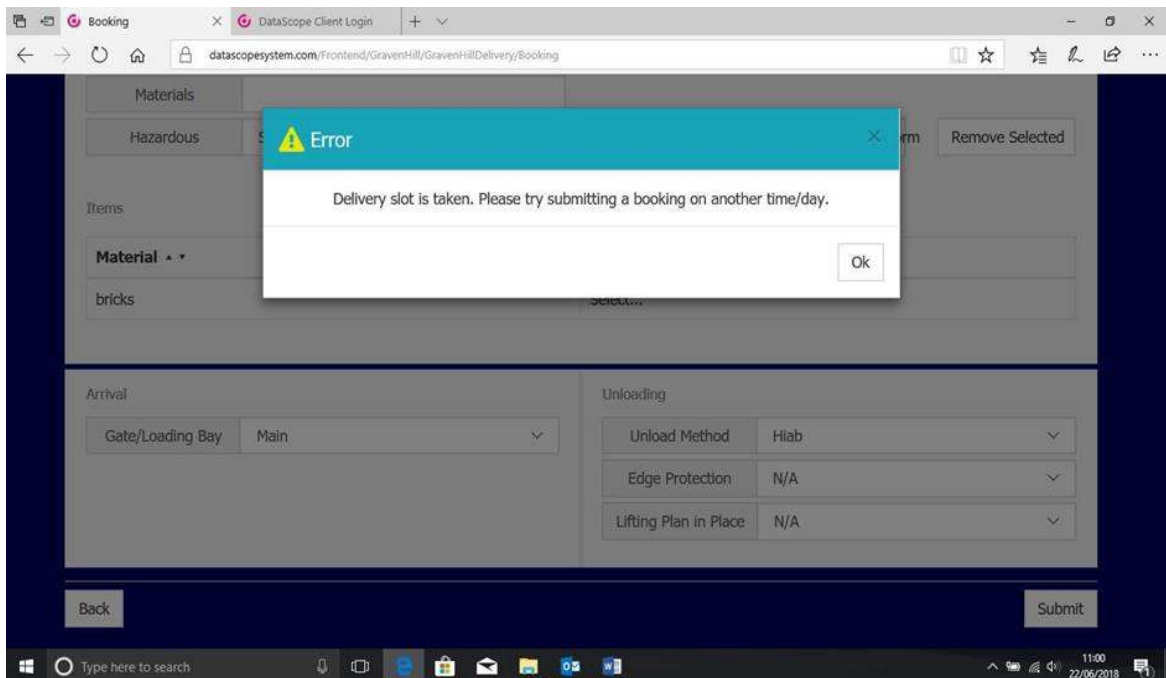 Booking
DataScope Client Login
datascopesystem.com/Frontend/GravenHill/GravenHillDelivery/Booking
Materials
Hazardous
Error
rm
Remove Selected
Delivery slot is taken. Please try submitting a booking on another time/day.
Ok
Items
Material
bricks
Select...
Arrival
Unloading
Gate/Loading Bay Main
Unload Method Hiab
Edge Protection N/A
Lifting Plan in Place N/A
Back
Submit
Type here to search
11:00
22/06/2018